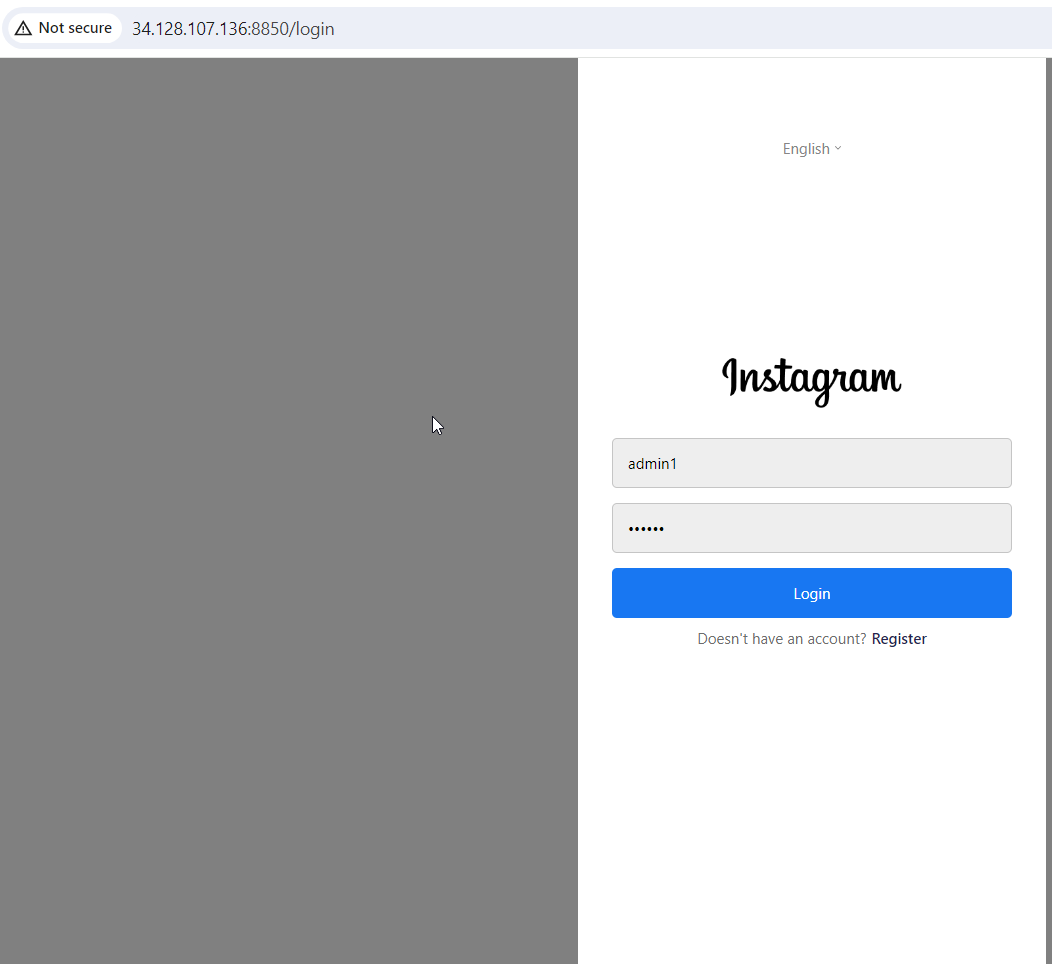 Not secure 34.128.107.136:8850/login
English
Instagram
admin1
••••••
Login
Doesn't have an account? Register